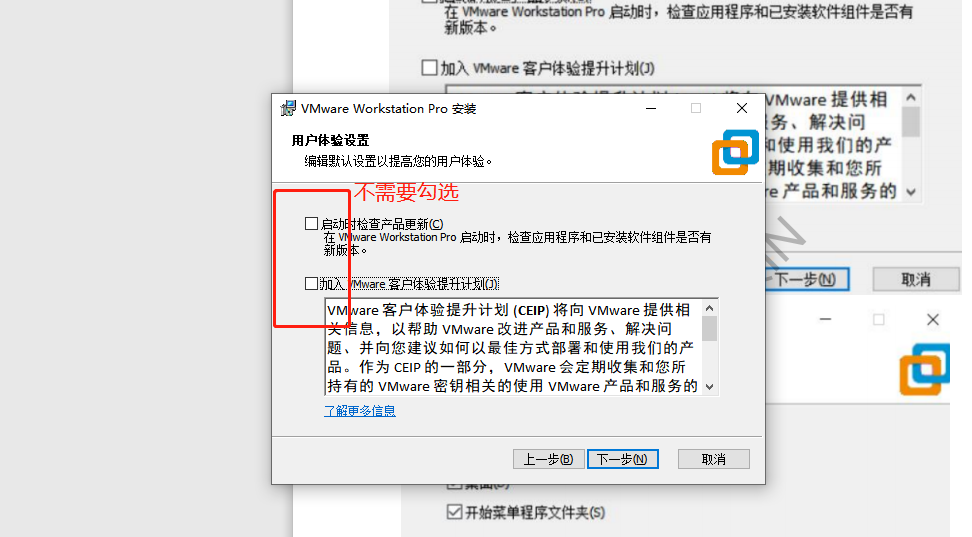 在 VMware Workstation Pro 启动时，检查应用程序和已安装软件组件是否有
新版本。
加入 VMware 客户体验提升计划(J)
VMware 提供相
务、解决问
和使用我们的产
期收集和您所
re 产品和服务的
VMware Workstation Pro 安装
用户体验设置
编辑默认设置以提高您的用户体验。
不需要勾选
启动时检查产品更新(C)
在 VMware Workstation Pro 启动时，检查应用程序和已安装软件组件是否有
新版本。
加入 VMware 客户体验提升计划(J)
VMware 客户体验提升计划 (CEIP) 将向 VMware 提供相
关信息，以帮助 VMware 改进产品和服务、解决问
题、并向您建议如何以最佳方式部署和使用我们的产
品。作为 CEIP 的一部分，VMware 会定期收集和您所
持有的 VMware 密钥相关的使用 VMware 产品和服务的
了解更多信息
上一步(B)
下一步(N)
取消
IN
下一步(N)
取消
开始菜单程序文件夹(S)